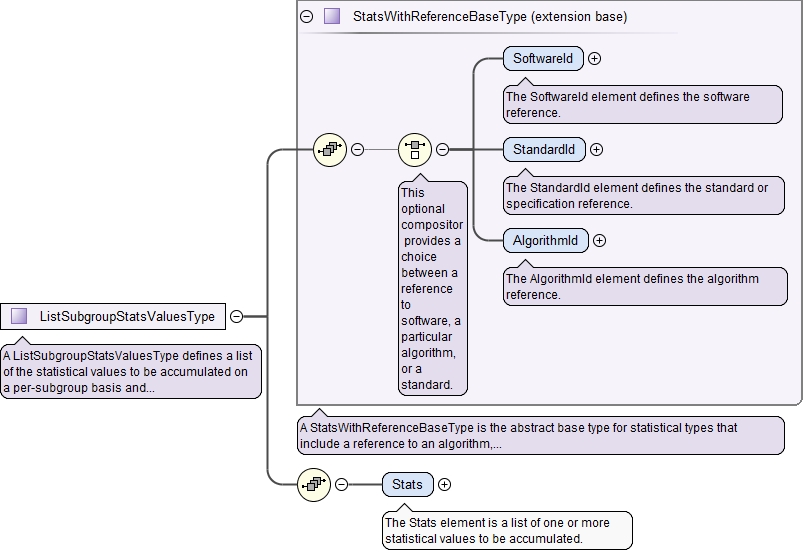 StatsWithReferenceBaseType (extension base)
SoftwareId
The SoftwareId element defines the software
reference.
StandardId
The StandardId element defines the standard or
specification reference.
AlgorithmId
The AlgorithmId element defines the algorithm
reference.
This
optional
compositor
provides a
choice
between a
reference
to
software, a
particular
algorithm,
or a
standard.
ListSubgroupStatsValuesType
A ListSubgroupStatsValuesType defines a list
of the statistical values to be accumulated on
a per-subgroup basis and...
A StatsWithReferenceBaseType is the abstract base type for statistical types that
include a reference to an algorithm,...
Stats
The Stats element is a list of one or more
statistical values to be accumulated.